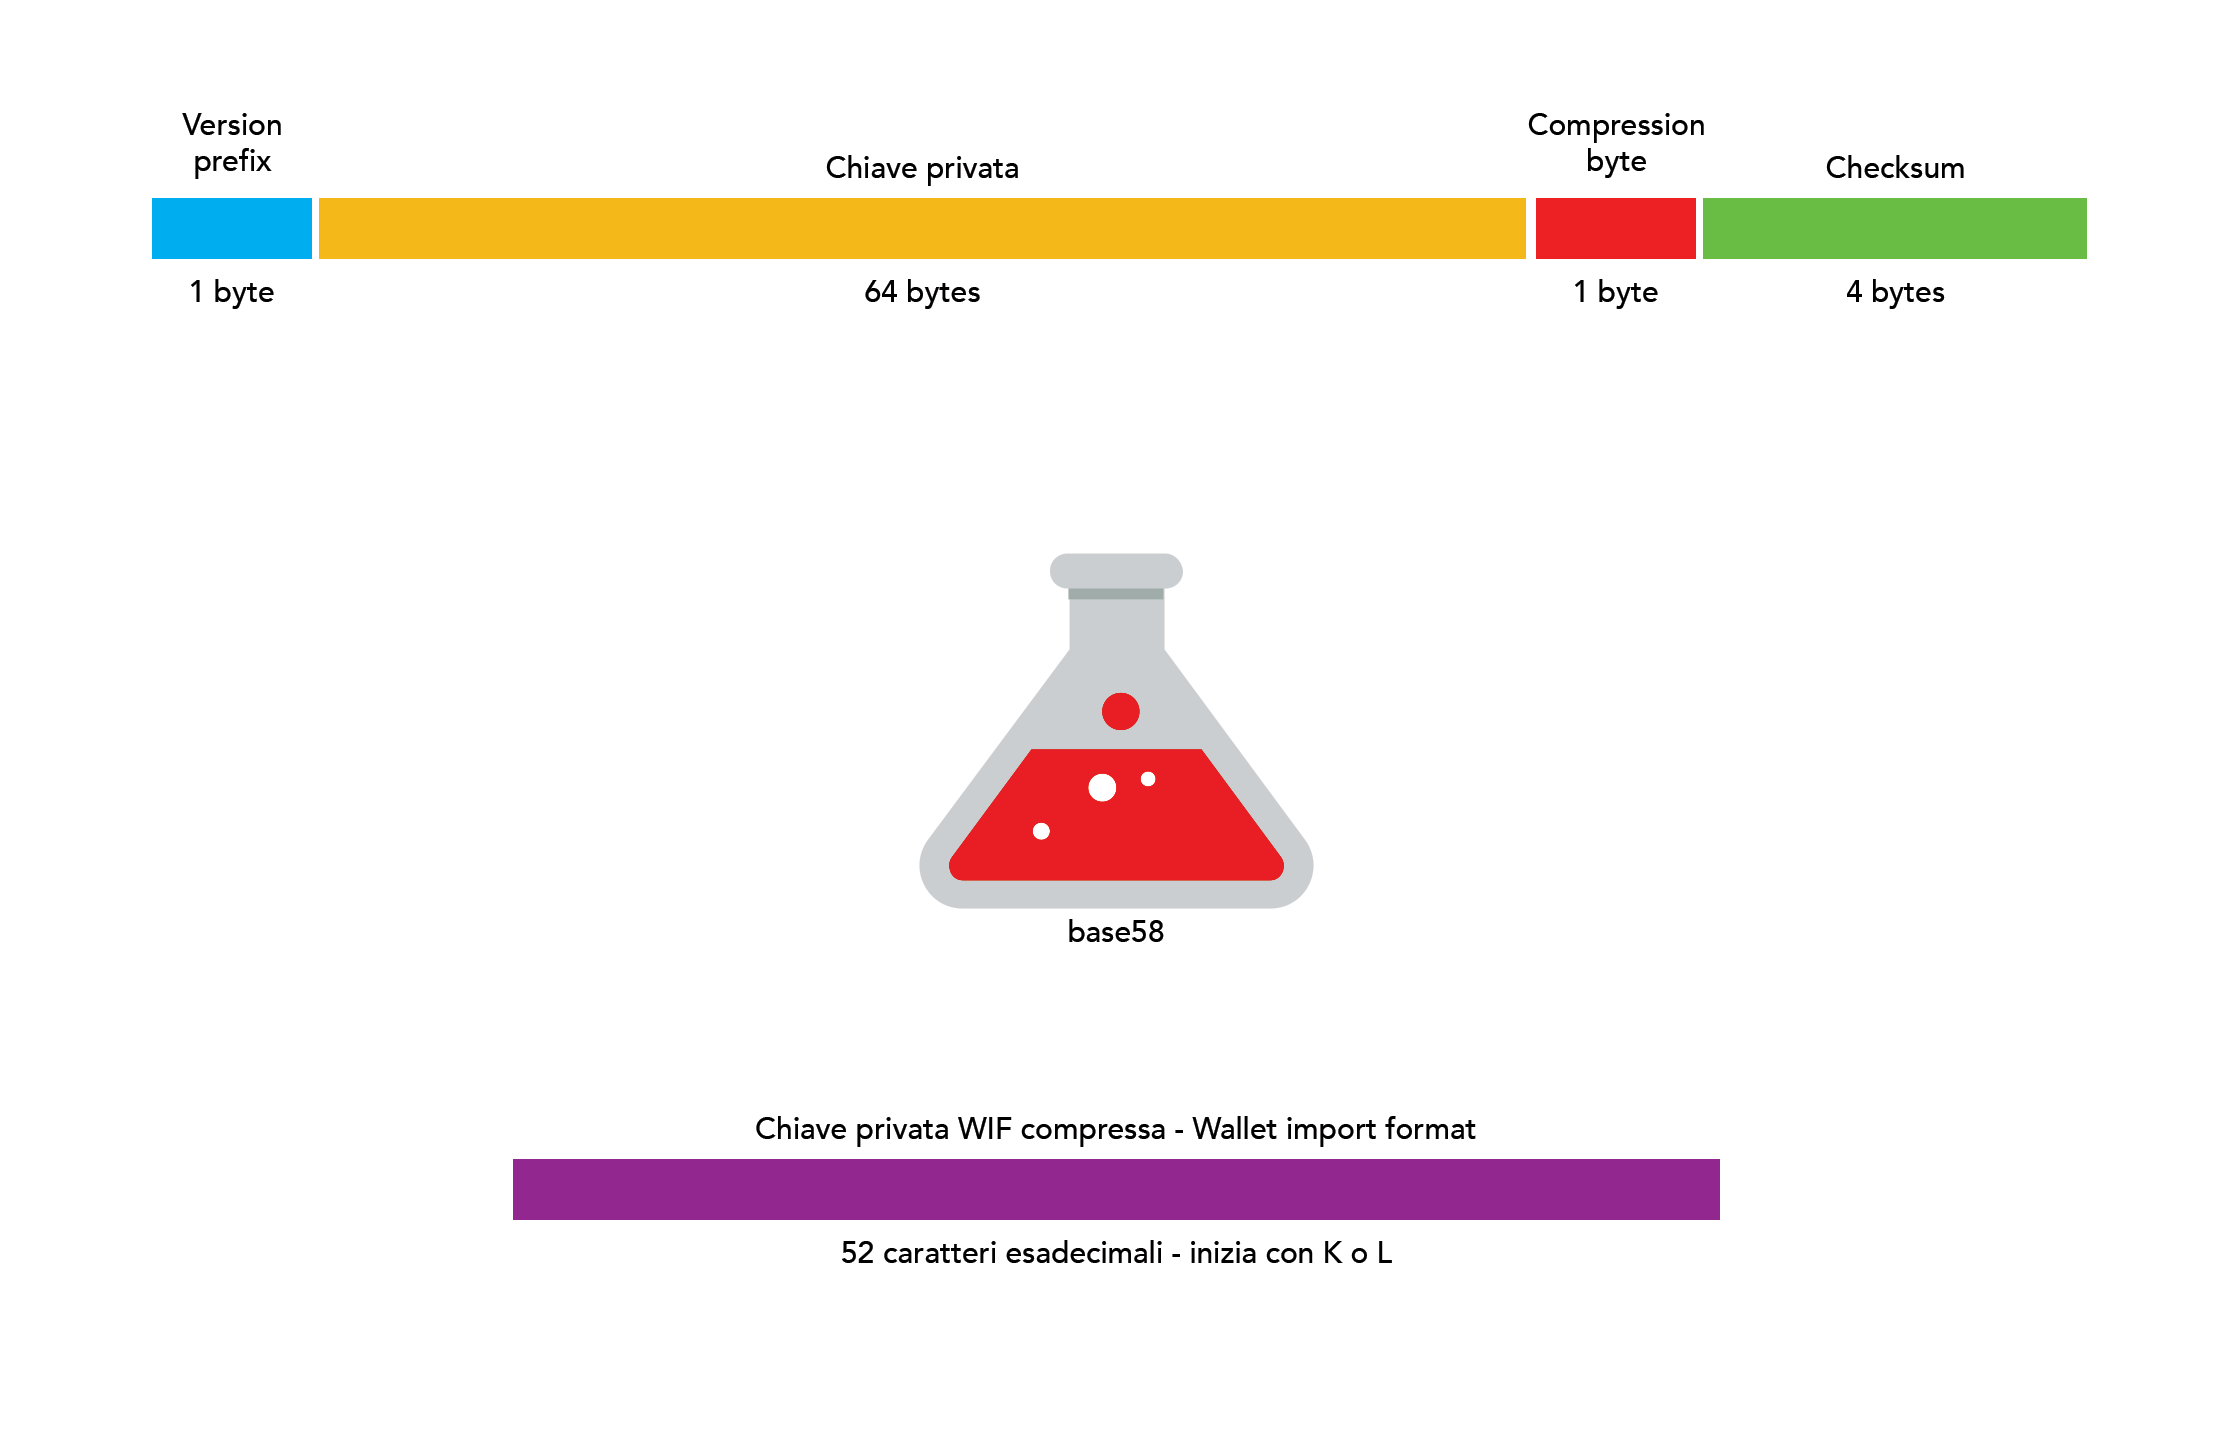 Version
prefix
Chiave privata
Compression
byte
Checksum
1 byte
64 bytes
1 byte
4 bytes
base58
Chiave privata WIF compressa - Wallet import format
52 caratteri esadecimali - inizia con K o L